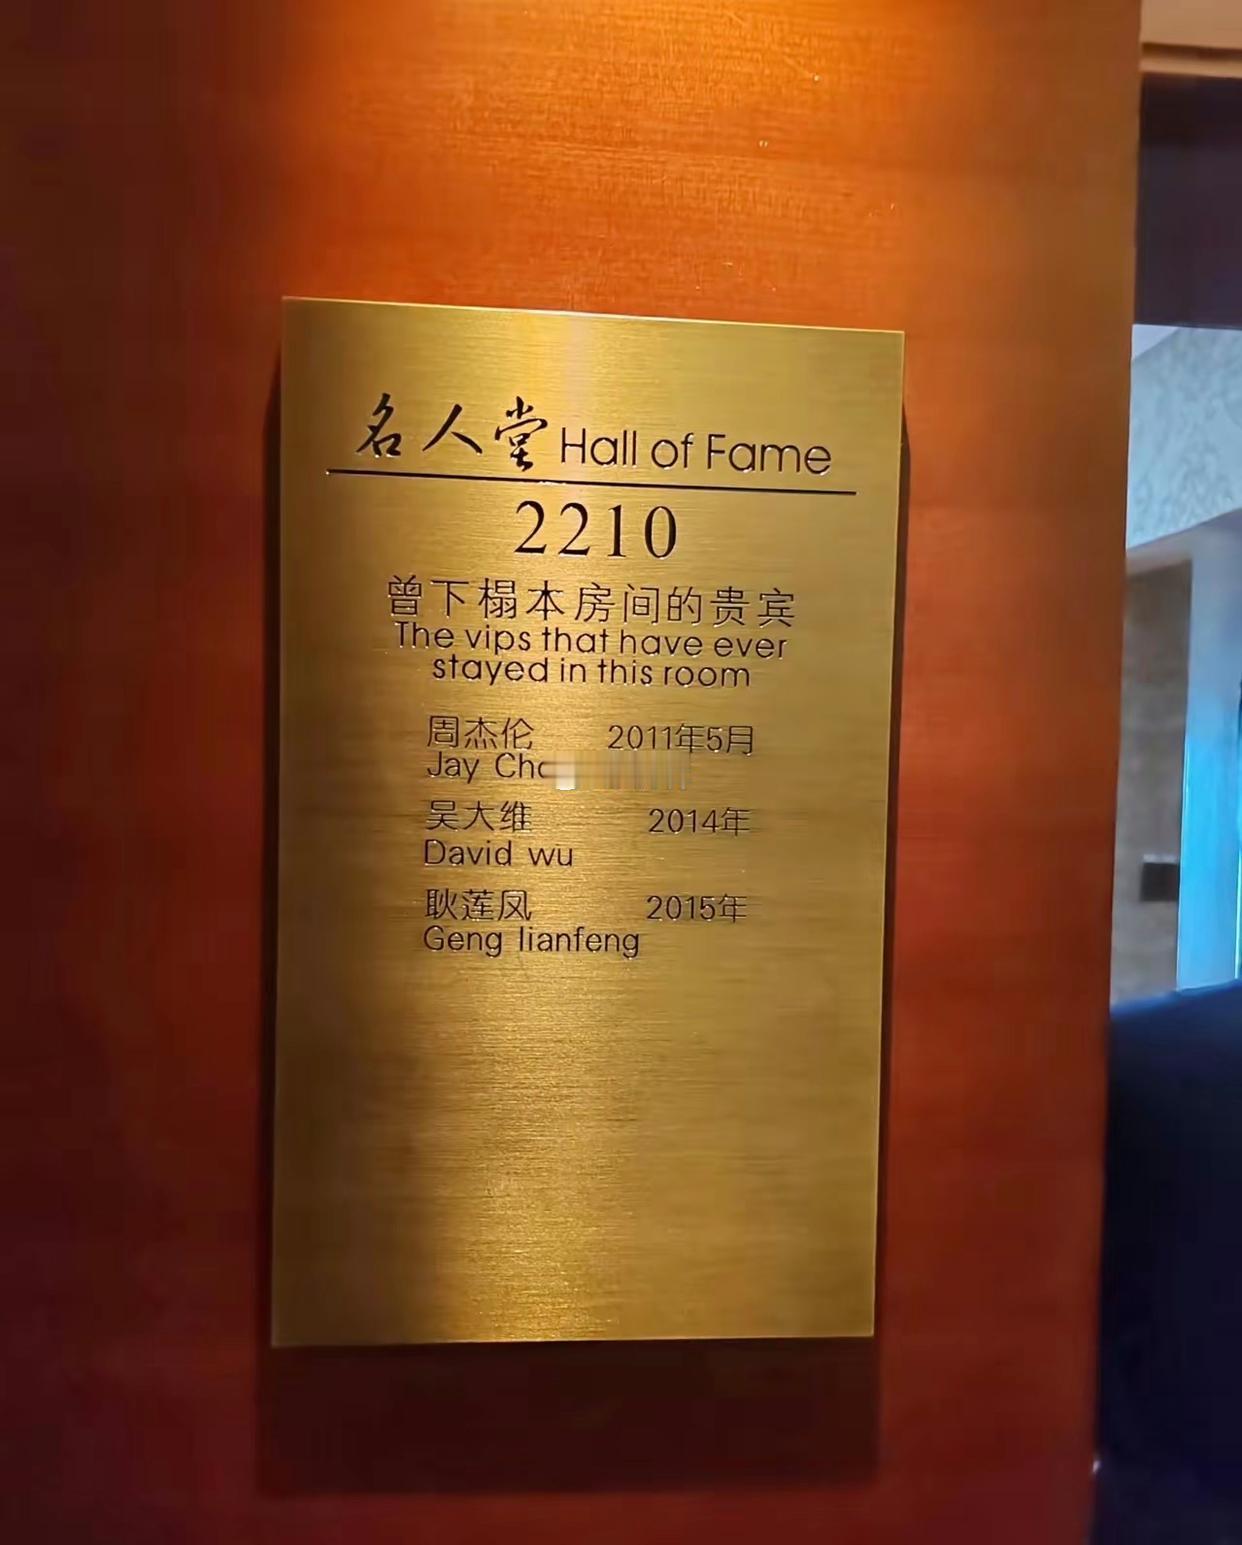 名人堂 Hall of Fame
2210
曾下榻本房间的贵宾
The vips that have ever
stayed in this room
周杰伦 2011年5月
Jay
吴大维 2014年
David wu
耿莲凤 2015年
Geng lianfeng